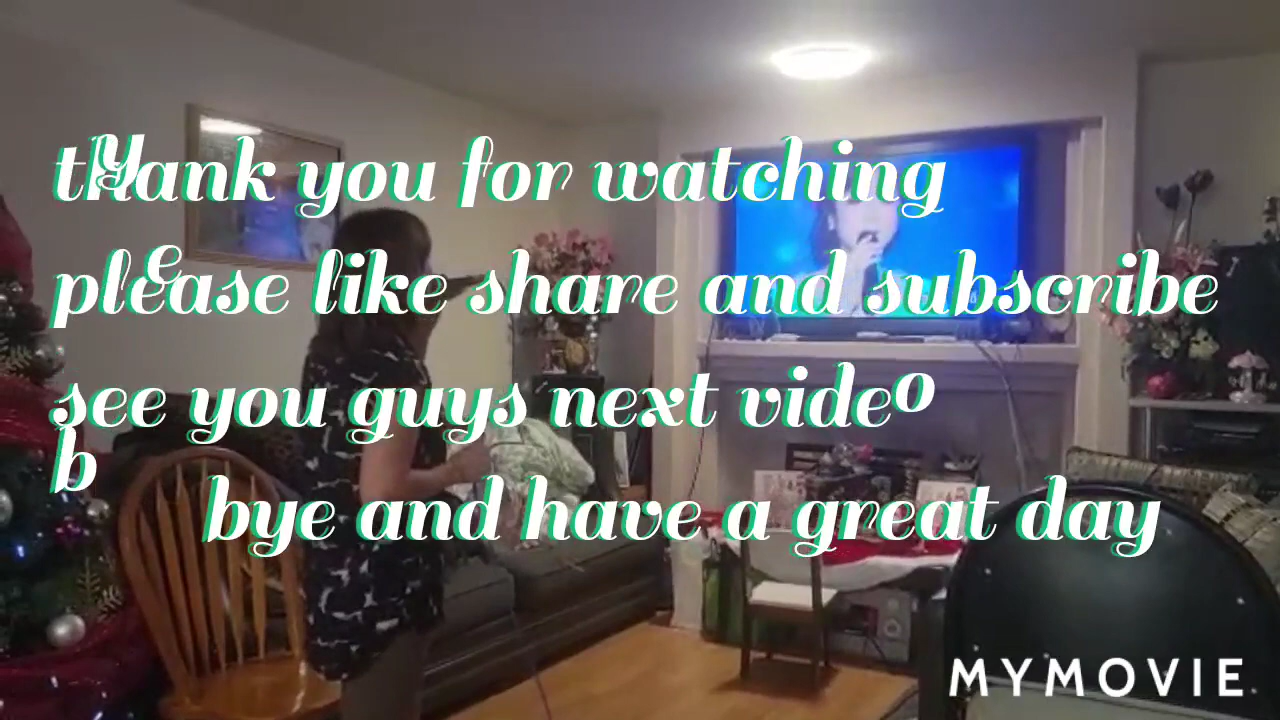 thank you for watching
please like share and subscribe
see you guys next video
bye and have a great day
MYMOVIE